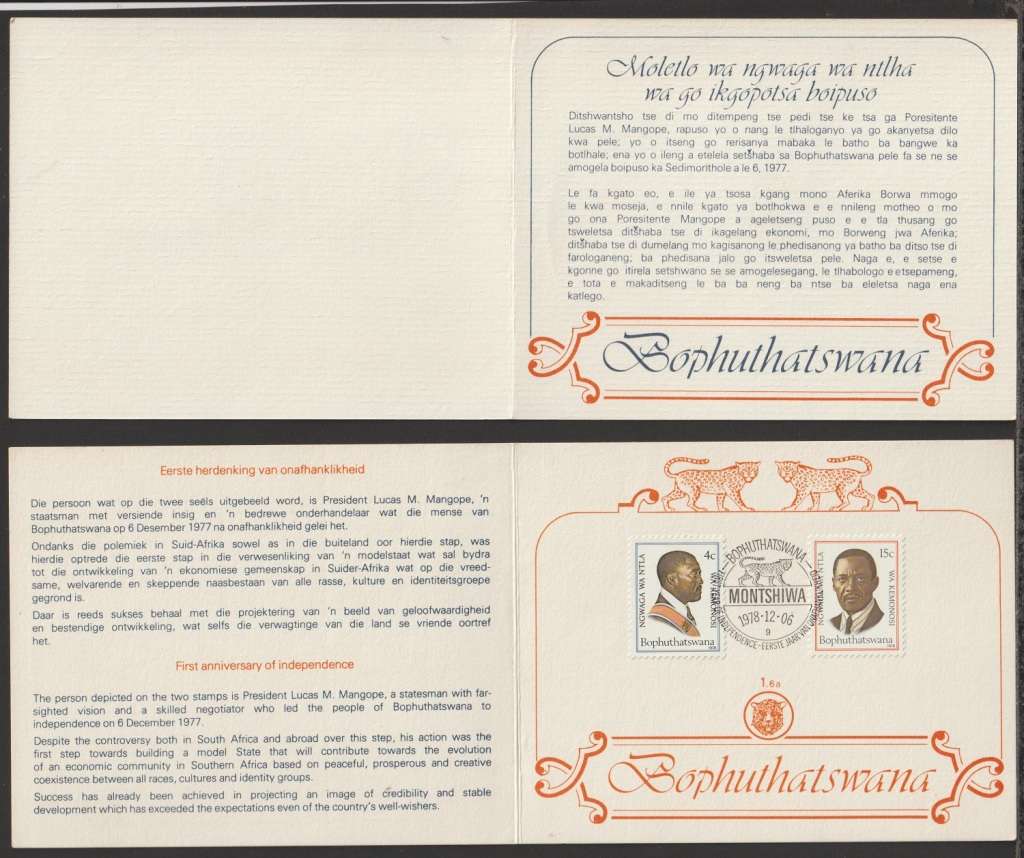 Moletlo wa ngwaga wa ntlha
wa go ikgopotsa boipuso
Ditshwantsho tse di mo ditempeng tse pedi tse ke tsa ga Poresitente
Lucas M. Mangope, rapuso yo o nang le tlhaloganyo ya go akanyetsa dilo
kwa pele; yo o itseng go rerisanya mabaka le batho ba bangwe ka
botlhale; ena yo o ileng a etelela setšhaba sa Bophuthatswana pele fa se ne se
amogela boipuso ka Sedimonthole a le 6, 1977.
Le fa kgato eo, e ile ya tsosa kgang mono Aferika Borwa mmogo
le kwa moseja, e nnile kgato ya botlhokwa e e nnileng motheo o mo
go ona Poresitente Mangope a ageletseng puso e e tla thusang go
tsweletsa ditšhaba tse di ikagelang ekonomi, mo Borweng jwa Aferika;
ditšhaba tse di dumelang mo kagisanong le phedisanong ya batho ba ditso tse di
farologaneng; ba phedisana jalo go itsweletsa pele. Naga e, e setse e
kgonne go itirela setshwano se se amogelesegang, le tlhabologo e etsepameng,
e tota e makaditseng le ba ba neng ba ntse ba eleletsa naga ena
katlego.
Bophuthatswana
Eerste herdenking van onafhanklikheid
Die persoon wat op die twee seëls uitgebeeld word, is President Lucas M. Mangope, 'n
staatsman met versiende insig en 'n bedrewe onderhandelaar wat die mense van
Bophuthatswana op 6 Desember 1977 na onafhanklikheid gelei het.
Ondanks die polemiek in Suid-Afrika sowel as in die buiteland oor hierdie stap, was
hierdie optrede die eerste stap in die verwesenliking van 'n modelstaat wat sal bydra
tot die ontwikkeling van 'n ekonomiese gemeenskap in Suider-Afrika wat op die vreed-
same, welvarende en skeppende naasbestaan van alle rasse, kulture en identiteitsgroepe
gegrond is.
Daar is reeds sukses behaal met die projektering van 'n beeld van geloofwaardigheid
en bestendige ontwikkeling, wat selfs die verwagtinge van die land se vriende oortref
het.
First anniversary of independence
The person depicted on the two stamps is President Lucas M. Mangope, a statesman with far-
sighted vision and a skilled negotiator who led the people of Bophuthatswana to
independence on 6 December 1977.
Despite the controversy both in South Africa and abroad over this step, his action was the
first step towards building a model State that will contribute towards the evolution
of an economic community in Southern Africa based on peaceful, prosperous and creative
coexistence between all races, cultures and identity groups.
Success has already been achieved in projecting an image of credibility and stable
development which has exceeded the expectations even of the country's well-wishers.
4c
NGWAGA WA NTLA
Bophuthatswana
BOPHUTHATSWANA
MONTSHIWA
1978-12-06
9
INDEPENDENCE-EERSTE JAAR VAN
15c
WA KEMONOSI
Bophuthatswana
1.6a
Bophuthatswana